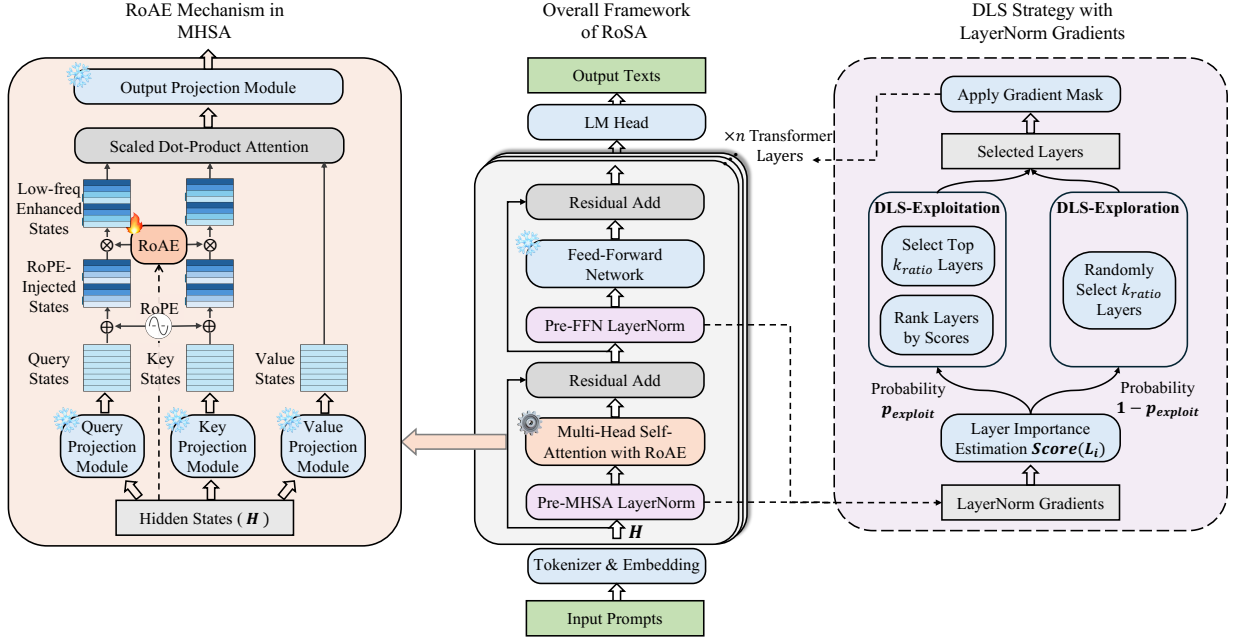 RoAE Mechanism in
MHSA
Output Projection Module
Scaled Dot-Product Attention
Low-freq
Enhanced
States
RoAE
RoPE-
Injected
States
RoPE
Query
States
Key
States
Value
States
Query
Projection
Module
Key
Projection
Module
Value
Projection
Module
Hidden States ( H )
Overall Framework
of RoSA
Output Texts
LM Head
×n Transformer
Layers
Residual Add
Feed-Forward
Network
Pre-FFN LayerNorm
Residual Add
Multi-Head Self-
Attention with RoAE
Pre-MHSA LayerNorm
H
Tokenizer & Embedding
Input Prompts
DLS Strategy with
LayerNorm Gradients
Apply Gradient Mask
Selected Layers
DLS-Exploitation
Select Top
k_ratio Layers
Rank Layers
by Scores
DLS-Exploration
Randomly
Select k_ratio
Layers
Probability
p_exploit
Probability
1 − p_exploit
Layer Importance
Estimation Score(L_i)
LayerNorm Gradients